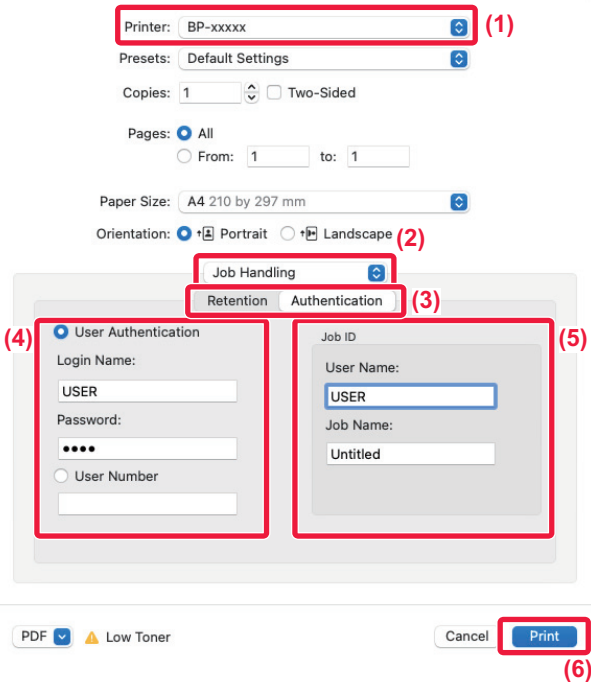 Printer: BP-xxxxx (1)
Presets: Default Settings
Copies: 1 Two-Sided
Pages: All
From: 1 to: 1
Paper Size: A4 210 by 297 mm
Orientation: Portrait Landscape (2)
Job Handling
Retention Authentication (3)
(4) User Authentication
Login Name:
USER
Password:
••••
User Number
Job ID (5)
User Name:
USER
Job Name:
Untitled
PDF Low Toner Cancel Print
(6)